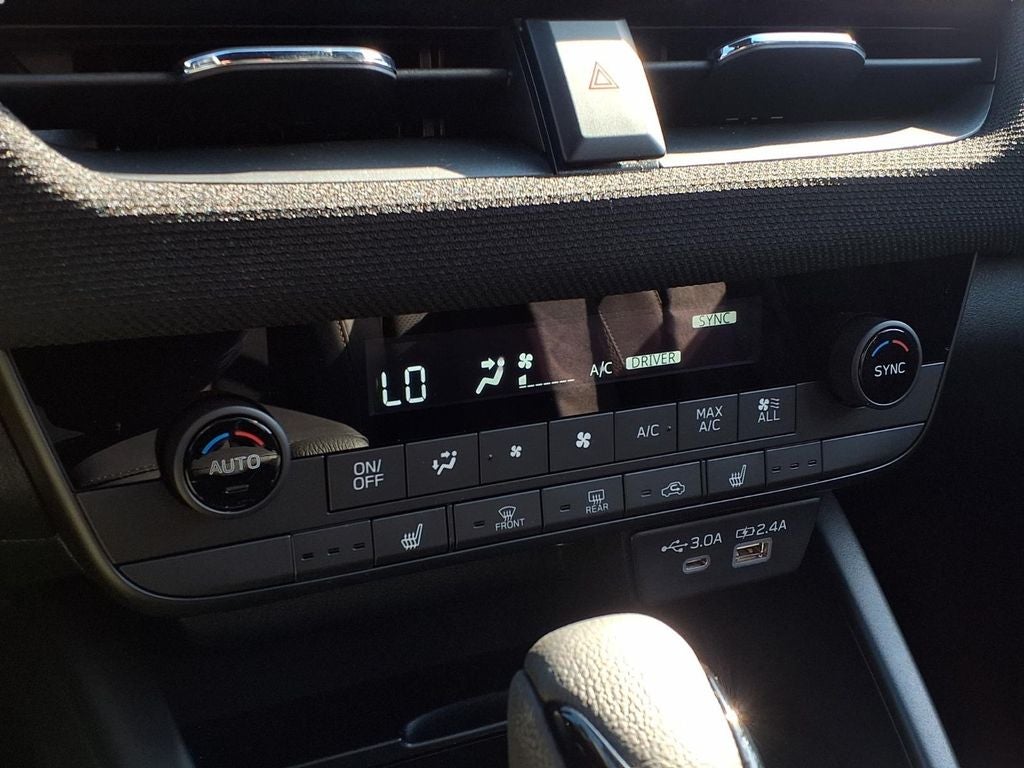 SYNC
LO
A/C DRIVER
SYNC
AUTO
ON/
OFF
A/C
MAX
A/C
ALL
FRONT
REAR
3.0A
2.4A